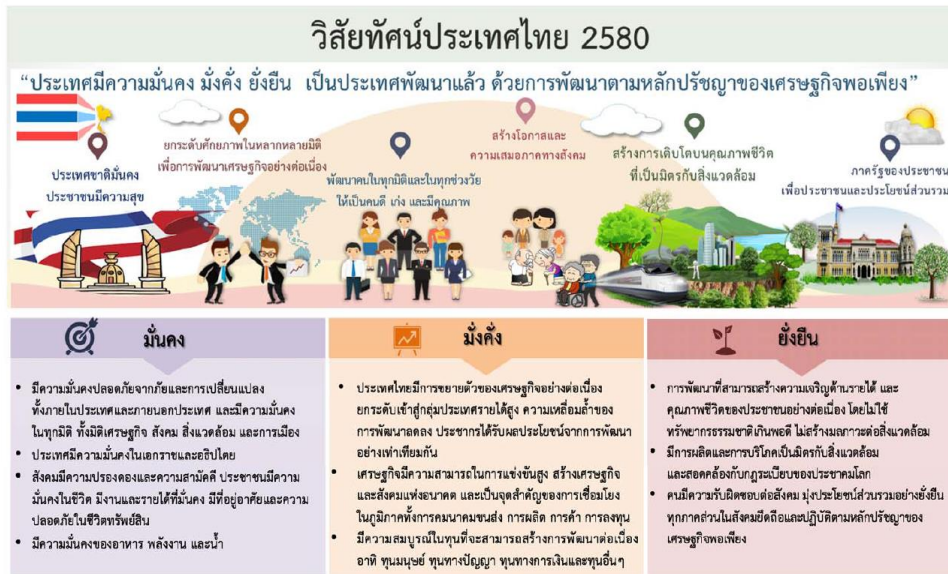 วิสัยทัศน์ประเทศไทย 2580
“ประเทศมีความมั่นคง มั่งคั่ง ยั่งยืน เป็นประเทศพัฒนาแล้ว ด้วยการพัฒนาตามหลักปรัชญาของเศรษฐกิจพอเพียง”
ประเทศชาติมั่นคง
ประชาชนมีความสุข
ยกระดับศักยภาพในหลากหลายมิติ
เพื่อการพัฒนาเศรษฐกิจอย่างต่อเนื่อง
พัฒนาคนในทุกมิติและในทุกช่วงวัย
ให้เป็นคนดี เก่ง และมีคุณภาพ
สร้างโอกาสและ
ความเสมอภาคทางสังคม
สร้างการเติบโตบนคุณภาพชีวิต
ที่เป็นมิตรกับสิ่งแวดล้อม
ภาครัฐของประชาชน
เพื่อประชาชนและประโยชน์ส่วนรวม
มั่นคง
• มีความมั่นคงปลอดภัยจากภัยและการเปลี่ยนแปลง
ทั้งภายในประเทศและภายนอกประเทศ และมีความมั่นคง
ในทุกมิติ ทั้งมิติเศรษฐกิจ สังคม สิ่งแวดล้อม และการเมือง
• ประเทศมีความมั่นคงในเอกราชและอธิปไตย
• สังคมมีความปรองดองและความสามัคคี ประชาชนมีความ
มั่นคงในชีวิต มีงานและรายได้ที่มั่นคง มีที่อยู่อาศัยและความ
ปลอดภัยในชีวิตทรัพย์สิน
• มีความมั่นคงของอาหาร พลังงาน และน้ำ
มั่งคั่ง
• ประเทศไทยมีการขยายตัวของเศรษฐกิจอย่างต่อเนื่อง
ยกระดับเข้าสู่กลุ่มประเทศรายได้สูง ความเหลื่อมล้ำของ
การพัฒนาลดลง ประชากรได้รับผลประโยชน์จากการพัฒนา
อย่างเท่าเทียมกัน
• เศรษฐกิจมีความสามารถในการแข่งขันสูง สร้างเศรษฐกิจ
และสังคมแห่งอนาคต และเป็นจุดสำคัญของการเชื่อมโยง
ในภูมิภาคทั้งการคมนาคมขนส่ง การผลิต การค้า การลงทุน
• มีความสมบูรณ์ในทุนที่จะสามารถสร้างการพัฒนาต่อเนื่อง
อาทิ ทุนมนุษย์ ทุนทางปัญญา ทุนทางการเงินและทุนอื่นๆ
ยั่งยืน
• การพัฒนาที่สามารถสร้างความเจริญด้านรายได้ และ
คุณภาพชีวิตของประชาชนอย่างต่อเนื่อง โดยไม่ใช้
ทรัพยากรธรรมชาติเกินพอดี ไม่สร้างมลภาวะต่อสิ่งแวดล้อม
• มีการผลิตและการบริโภคเป็นมิตรกับสิ่งแวดล้อม
และสอดคล้องกับกฎระเบียบของประชาคมโลก
• คนมีความรับผิดชอบต่อสังคม มุ่งประโยชน์ส่วนรวมอย่างยั่งยืน
ทุกภาคส่วนในสังคมยึดถือและปฏิบัติตามหลักปรัชญาของ
เศรษฐกิจพอเพียง